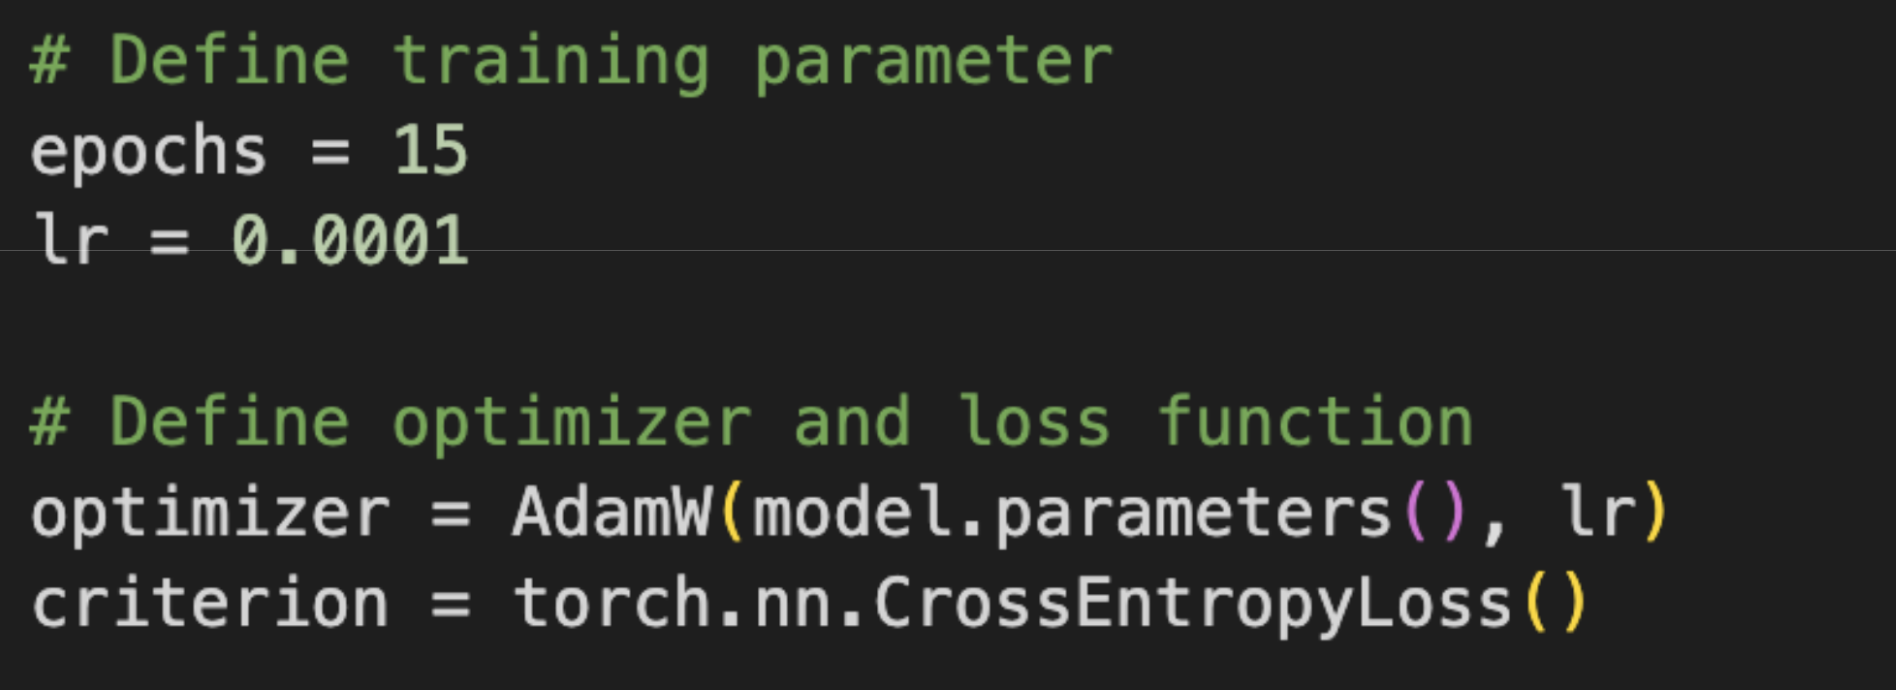 # Define training parameter
epochs = 15
lr = 0.0001
# Define optimizer and loss function
optimizer = AdamW(model.parameters(), lr)
criterion = torch.nn.CrossEntropyLoss()